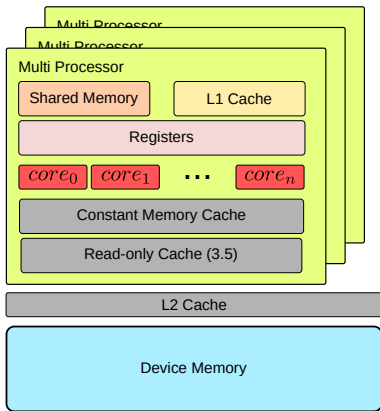 Multi Processor
Multi Processor
Multi Processor
Shared Memory L1 Cache
Registers
core₀ core₁ ... coreₙ
Constant Memory Cache
Read-only Cache (3.5)
L2 Cache
Device Memory